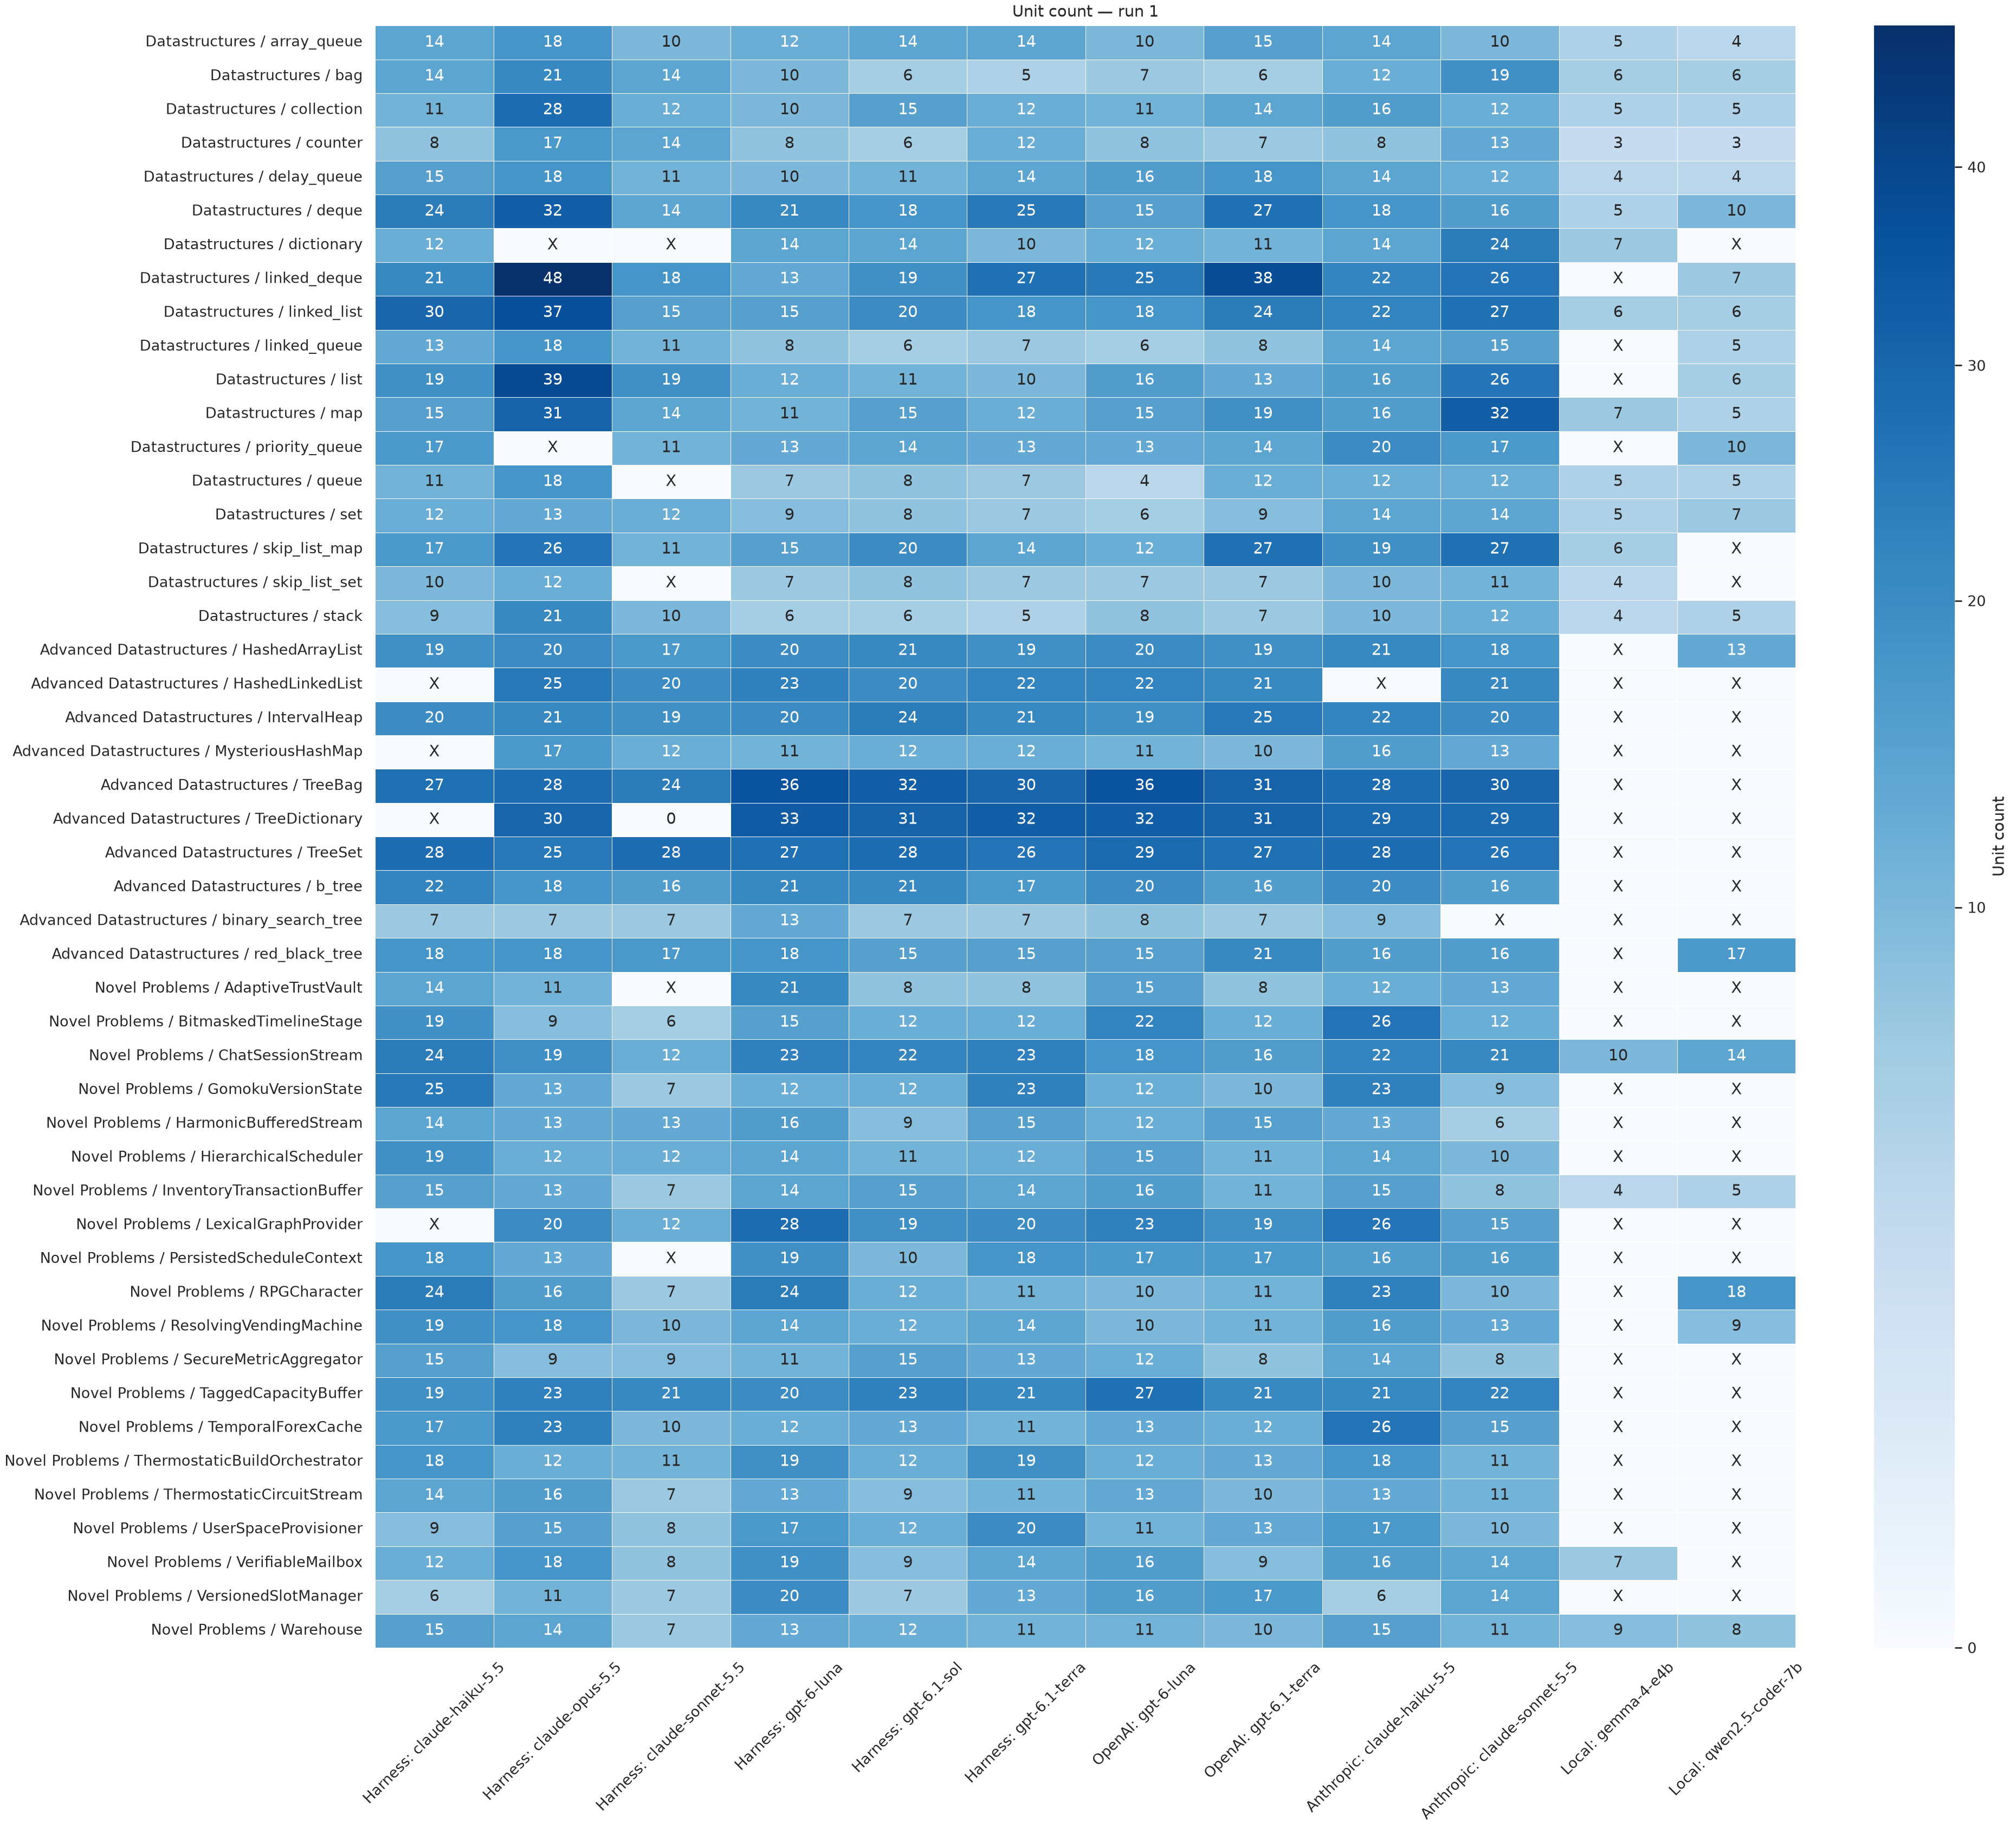 Unit count — run 1
Datastructures / array_queue 14 18 10 12 14 14 10 15 14 10 5 4
Datastructures / bag 14 21 14 10 6 5 7 6 12 19 6 6
Datastructures / collection 11 28 12 10 15 12 11 14 16 12 5 5
Datastructures / counter 8 17 14 8 6 12 8 7 8 13 3 3
Datastructures / delay_queue 15 18 11 10 11 14 16 18 14 12 4 4
Datastructures / deque 24 32 14 21 18 25 15 27 18 16 5 10
Datastructures / dictionary 12 X X 14 14 10 12 11 14 24 7 X
Datastructures / linked_deque 21 48 18 13 19 27 25 38 22 26 X 7
Datastructures / linked_list 30 37 15 15 20 18 18 24 22 27 6 6
Datastructures / linked_queue 13 18 11 8 6 7 6 8 14 15 X 5
Datastructures / list 19 39 19 12 11 10 16 13 16 26 X 6
Datastructures / map 15 31 14 11 15 12 15 19 16 32 7 5
Datastructures / priority_queue 17 X 11 13 14 13 13 14 20 17 X 10
Datastructures / queue 11 18 X 7 8 7 4 12 12 12 5 5
Datastructures / set 12 13 12 9 8 7 6 9 14 14 5 7
Datastructures / skip_list_map 17 26 11 15 20 14 12 27 19 27 6 X
Datastructures / skip_list_set 10 12 X 7 8 7 7 7 10 11 4 X
Datastructures / stack 9 21 10 6 6 5 8 7 10 12 4 5
Advanced Datastructures / HashedArrayList 19 20 17 20 21 19 20 19 21 18 X 13
Advanced Datastructures / HashedLinkedList X 25 20 23 20 22 22 21 X 21 X X
Advanced Datastructures / IntervalHeap 20 21 19 20 24 21 19 25 22 20 X X
Advanced Datastructures / MysteriousHashMap X 17 12 11 12 12 11 10 16 13 X X
Advanced Datastructures / TreeBag 27 28 24 36 32 30 36 31 28 30 X X
Advanced Datastructures / TreeDictionary X 30 0 33 31 32 32 31 29 29 X X
Advanced Datastructures / TreeSet 28 25 28 27 28 26 29 27 28 26 X X
Advanced Datastructures / b_tree 22 18 16 21 21 17 20 16 20 16 X X
Advanced Datastructures / binary_search_tree 7 7 7 13 7 7 8 7 9 X X X
Advanced Datastructures / red_black_tree 18 18 17 18 15 15 15 21 16 16 X 17
Novel Problems / AdaptiveTrustVault 14 11 X 21 8 8 15 8 12 13 X X
Novel Problems / BitmaskedTimelineStage 19 9 6 15 12 12 22 12 26 12 X X
Novel Problems / ChatSessionStream 24 19 12 23 22 23 18 16 22 21 10 14
Novel Problems / GomokuVersionState 25 13 7 12 12 23 12 10 23 9 X X
Novel Problems / HarmonicBufferedStream 14 13 13 16 9 15 12 15 13 6 X X
Novel Problems / HierarchicalScheduler 19 12 12 14 11 12 15 11 14 10 X X
Novel Problems / InventoryTransactionBuffer 15 13 7 14 15 14 16 11 15 8 4 5
Novel Problems / LexicalGraphProvider X 20 12 28 19 20 23 19 26 15 X X
Novel Problems / PersistedScheduleContext 18 13 X 19 10 18 17 17 16 16 X X
Novel Problems / RPGCharacter 24 16 7 24 12 11 10 11 23 10 X 18
Novel Problems / ResolvingVendingMachine 19 18 10 14 12 14 10 11 16 13 X 9
Novel Problems / SecureMetricAggregator 15 9 9 11 15 13 12 8 14 8 X X
Novel Problems / TaggedCapacityBuffer 19 23 21 20 23 21 27 21 21 22 X X
Novel Problems / TemporalForexCache 17 23 10 12 13 11 13 12 26 15 X X
Novel Problems / ThermostaticBuildOrchestrator 18 12 11 19 12 19 12 13 18 11 X X
Novel Problems / ThermostaticCircuitStream 14 16 7 13 9 11 13 10 13 11 X X
Novel Problems / UserSpaceProvisioner 9 15 8 17 12 20 11 13 17 10 X X
Novel Problems / VerifiableMailbox 12 18 8 19 9 14 16 9 16 14 7 X
Novel Problems / VersionedSlotManager 6 11 7 20 7 13 16 17 6 14 X X
Novel Problems / Warehouse 15 14 7 13 12 11 11 10 15 11 9 8
Harness: claude-haiku-5.5
Harness: claude-opus-5.5
Harness: claude-sonnet-5.5
Harness: gpt-6-luna
Harness: gpt-6.1-sol
Harness: gpt-6.1-terra
OpenAI: gpt-6-luna
OpenAI: gpt-6.1-terra
Anthropic: claude-haiku-5-5
Anthropic: claude-sonnet-5-5
Local: gemma-4-e4b
Local: qwen2.5-coder-7b
40
30
20
10
0
Unit count